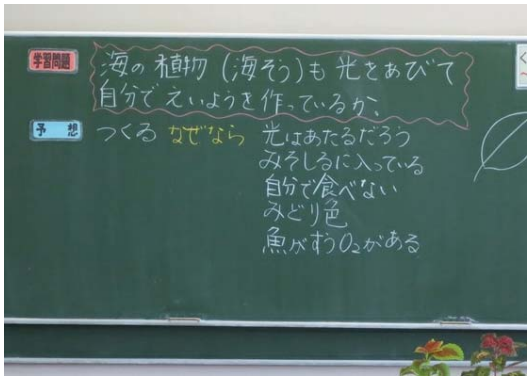 学習問題
海の植物(海そう)も光をあびて
自分でえいようを作っているか、
予想
つくる なぜなら 光はあたるだろう
みそしるに入っている
自分で食べない
みどり色
魚がすうO₂がある